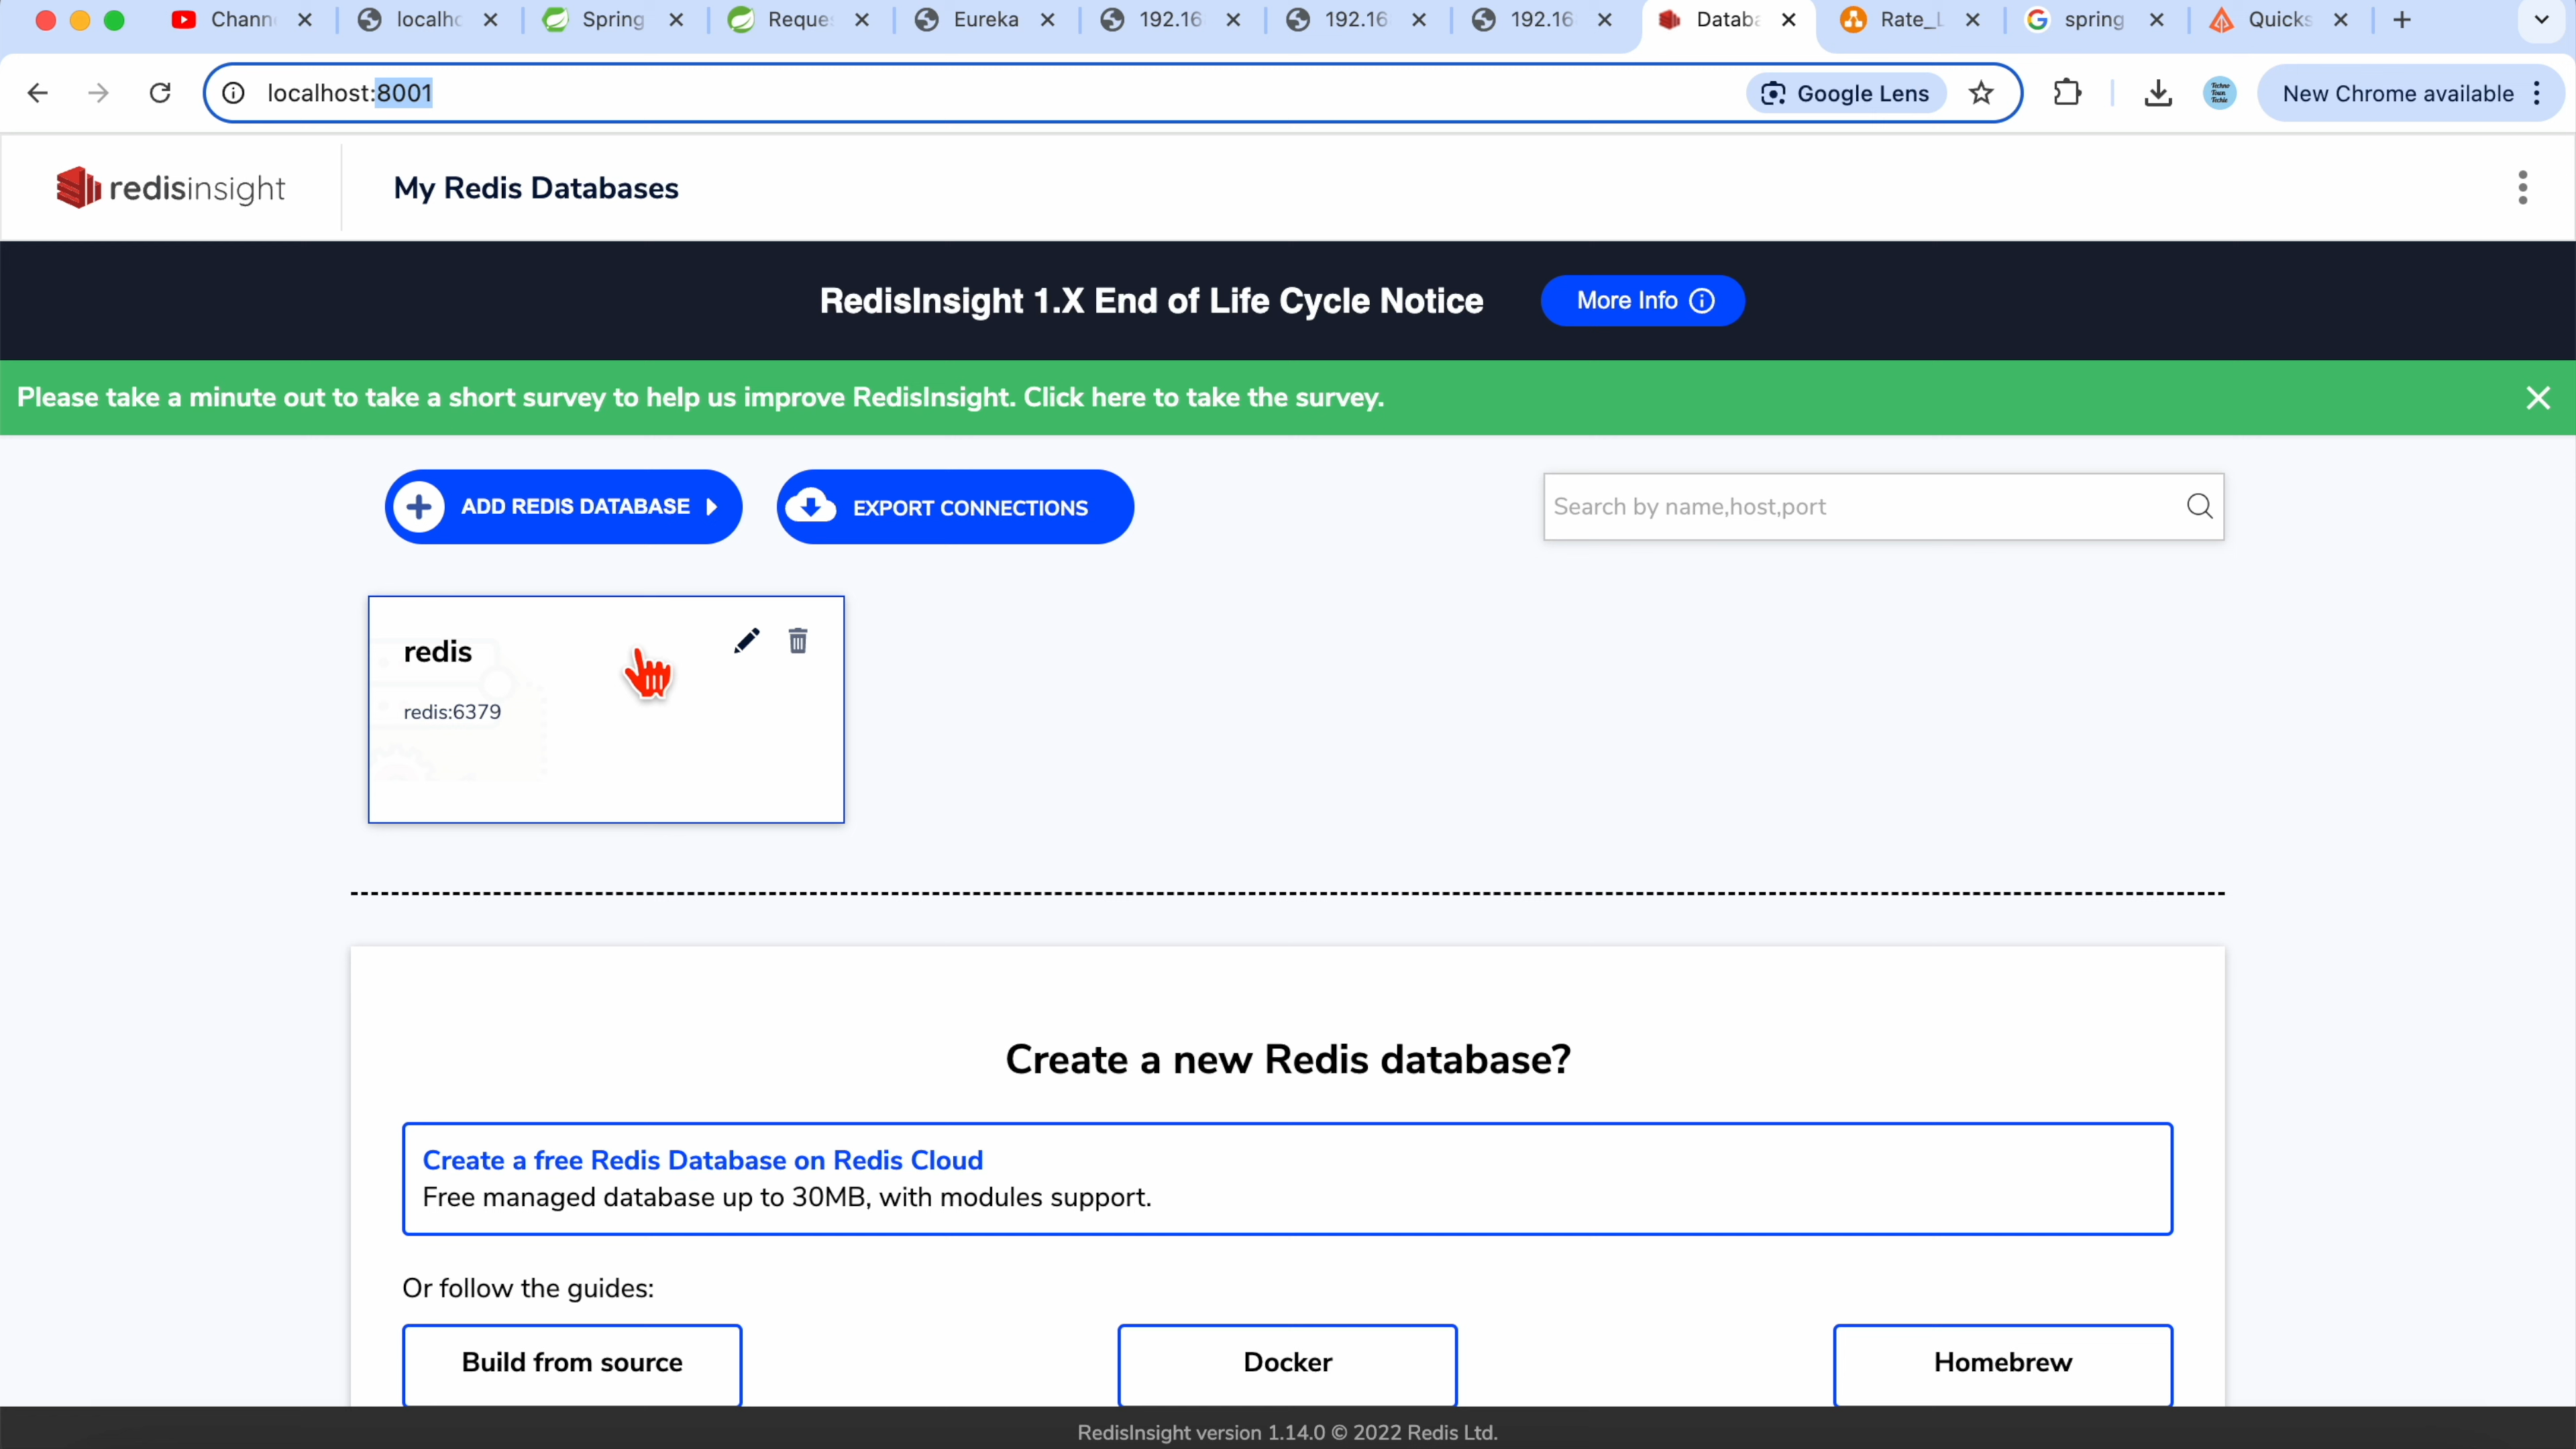 Chann
localho
Spring
Reque
Eureka
192.16
192.16
192.16
Databa
Rate_L
spring
Quicks
localhost:8001
Google Lens
New Chrome available
redisinsight
My Redis Databases
RedisInsight 1.X End of Life Cycle Notice
More Info
Please take a minute out to take a short survey to help us improve RedisInsight. Click here to take the survey.
ADD REDIS DATABASE
EXPORT CONNECTIONS
Search by name,host,port
redis
redis:6379
Create a new Redis database?
Create a free Redis Database on Redis Cloud
Free managed database up to 30MB, with modules support.
Or follow the guides:
Build from source
Docker
Homebrew
RedisInsight version 1.14.0 © 2022 Redis Ltd.